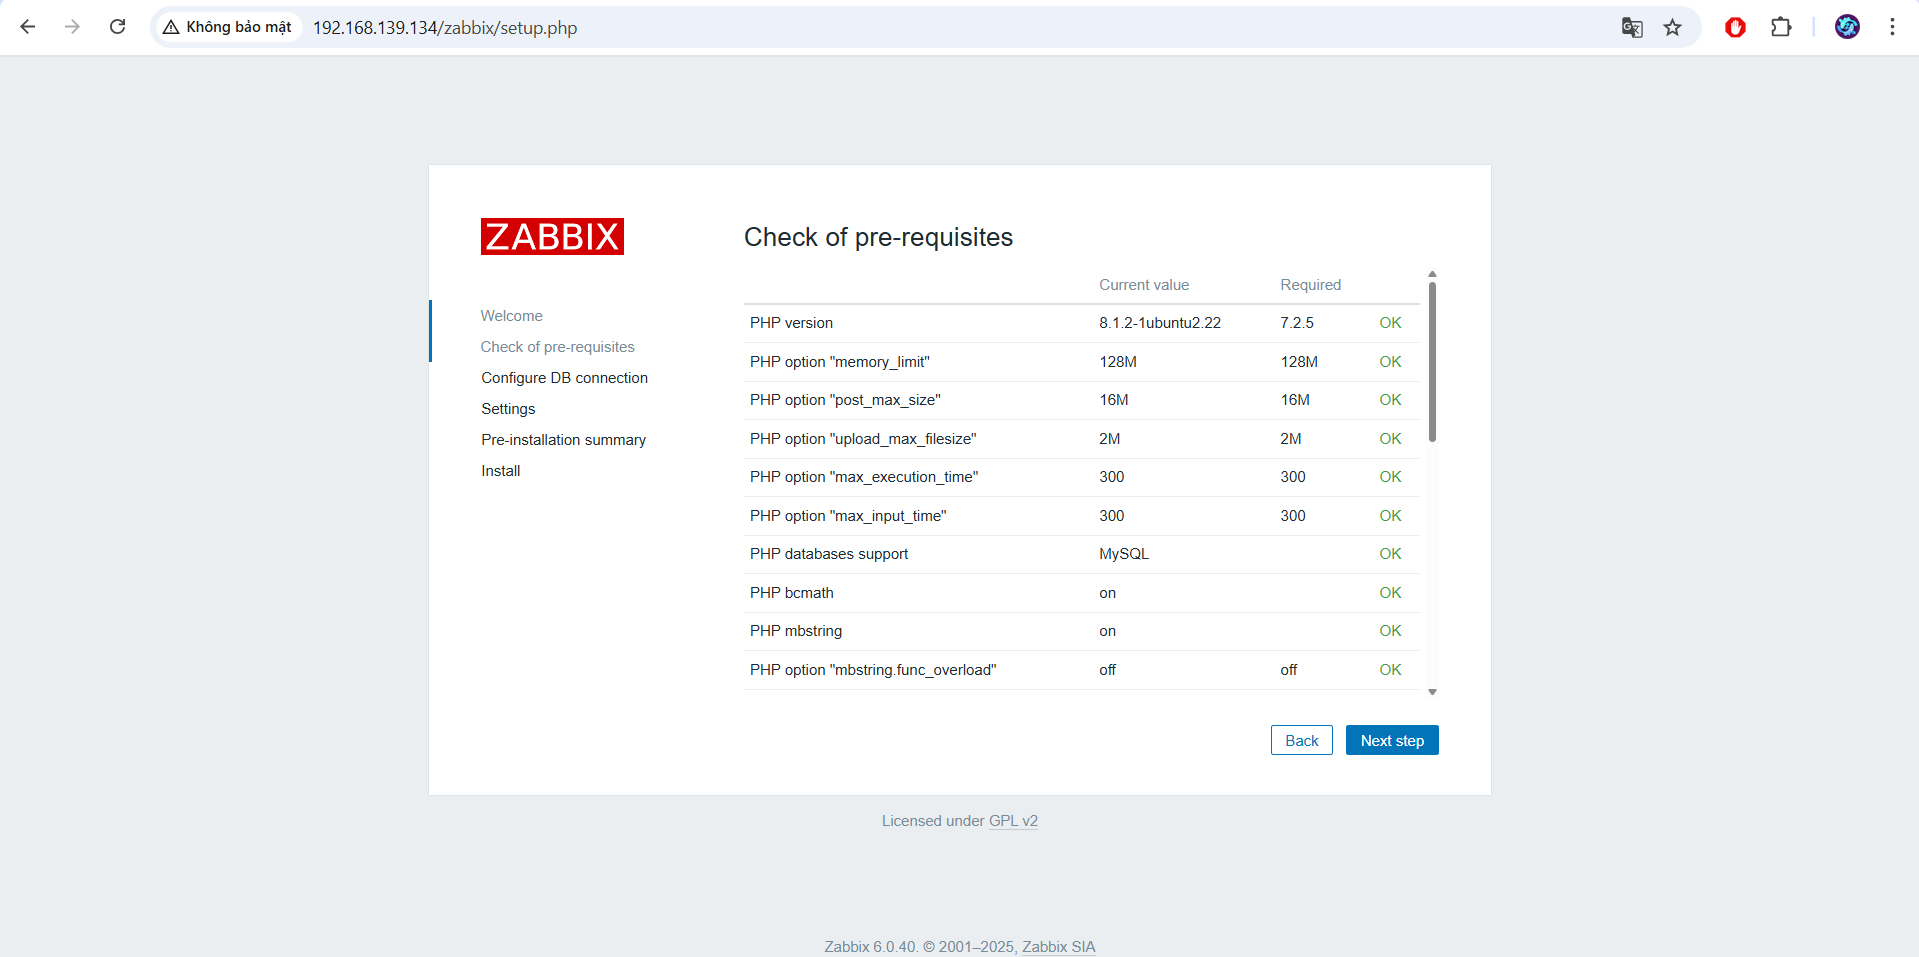 Không bảo mật 192.168.139.134/zabbix/setup.php
ZABBIX
Welcome
Check of pre-requisites
Configure DB connection
Settings
Pre-installation summary
Install
Check of pre-requisites
Current value Required
PHP version 8.1.2-1ubuntu2.22 7.2.5 OK
PHP option "memory_limit" 128M 128M OK
PHP option "post_max_size" 16M 16M OK
PHP option "upload_max_filesize" 2M 2M OK
PHP option "max_execution_time" 300 300 OK
PHP option "max_input_time" 300 300 OK
PHP databases support MySQL OK
PHP bcmath on OK
PHP mbstring on OK
PHP option "mbstring.func_overload" off off OK
Back Next step
Licensed under GPL v2
Zabbix 6.0.40. © 2001–2025, Zabbix SIA